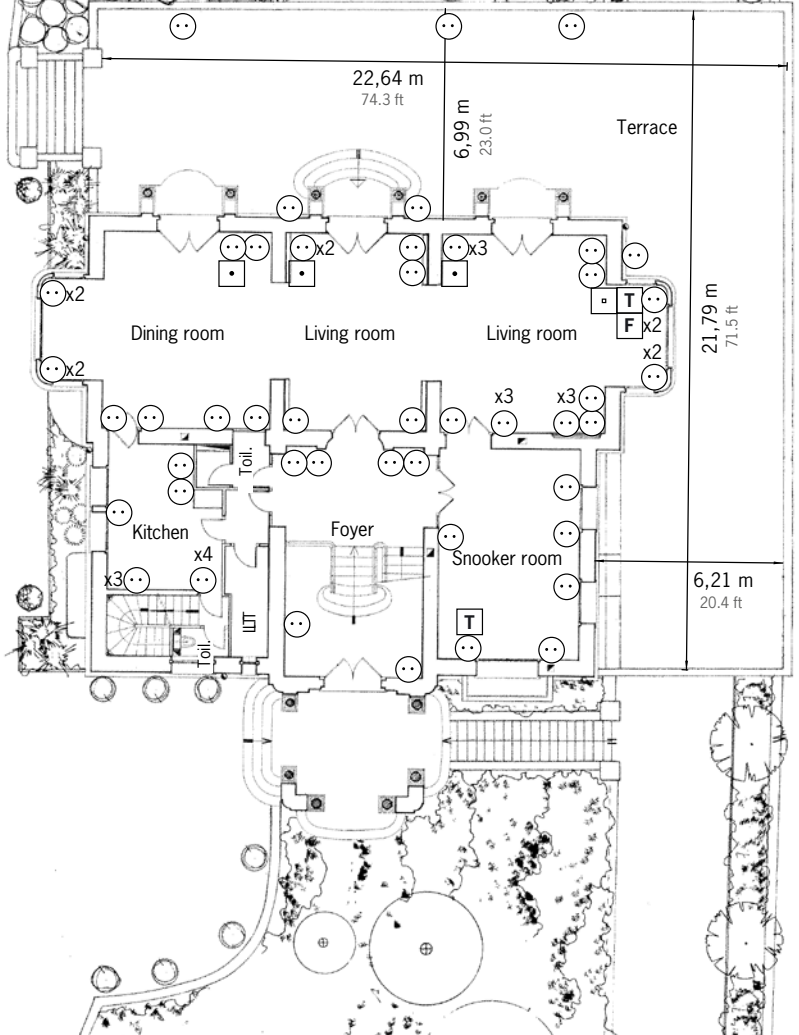 22,64 m
74.3 ft
6,99 m
23.0 ft
Terrace
x2
x3
x2
T
F
x2
21,79 m
71.5 ft
Dining room
Living room
Living room
x2
x2
x3
x3
Toil.
Kitchen
Foyer
Snooker room
x3
x4
6,21 m
20.4 ft
T
Toil.